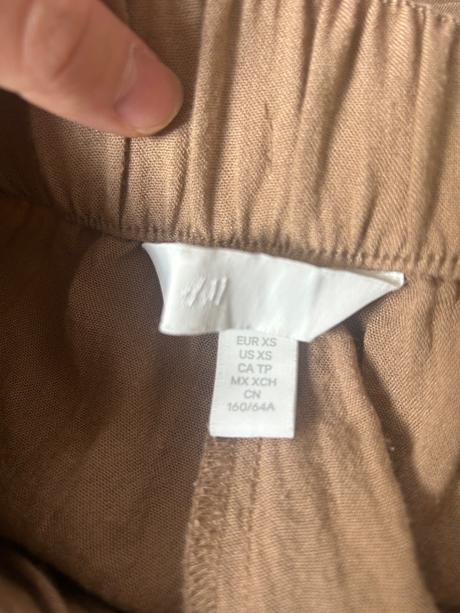 H&M
EUR XS
US XS
CA TP
MX XCH
CN
160/64A